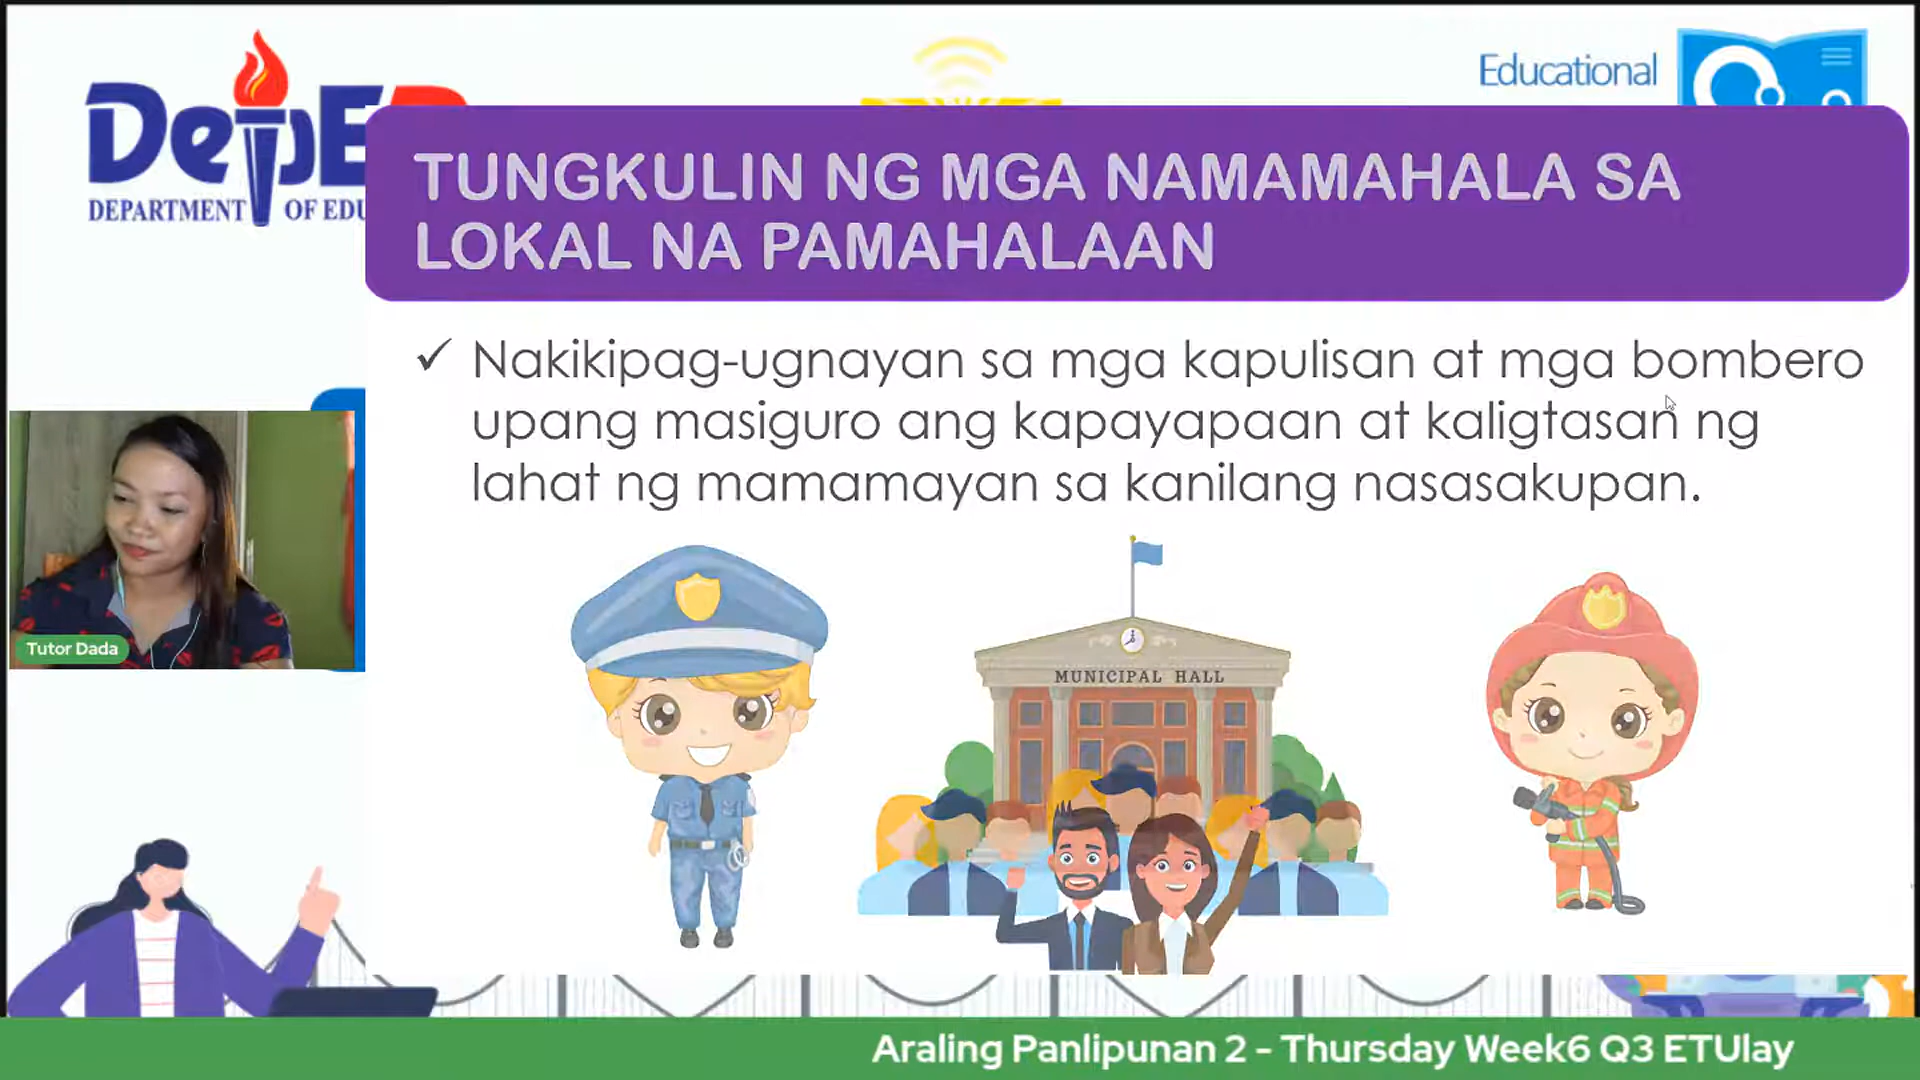 DepE
DEPARTMENT OF EDU
Educational
TUNGKULIN NG MGA NAMAMAHALA SA
LOKAL NA PAMAHALAAN
✓ Nakikipag-ugnayan sa mga kapulisan at mga bombero
upang masiguro ang kapayapaan at kaligtasan ng
lahat ng mamamayan sa kanilang nasasakupan.
Tutor Dada
MUNICIPAL HALL
Araling Panlipunan 2 - Thursday Week6 Q3 ETUlay